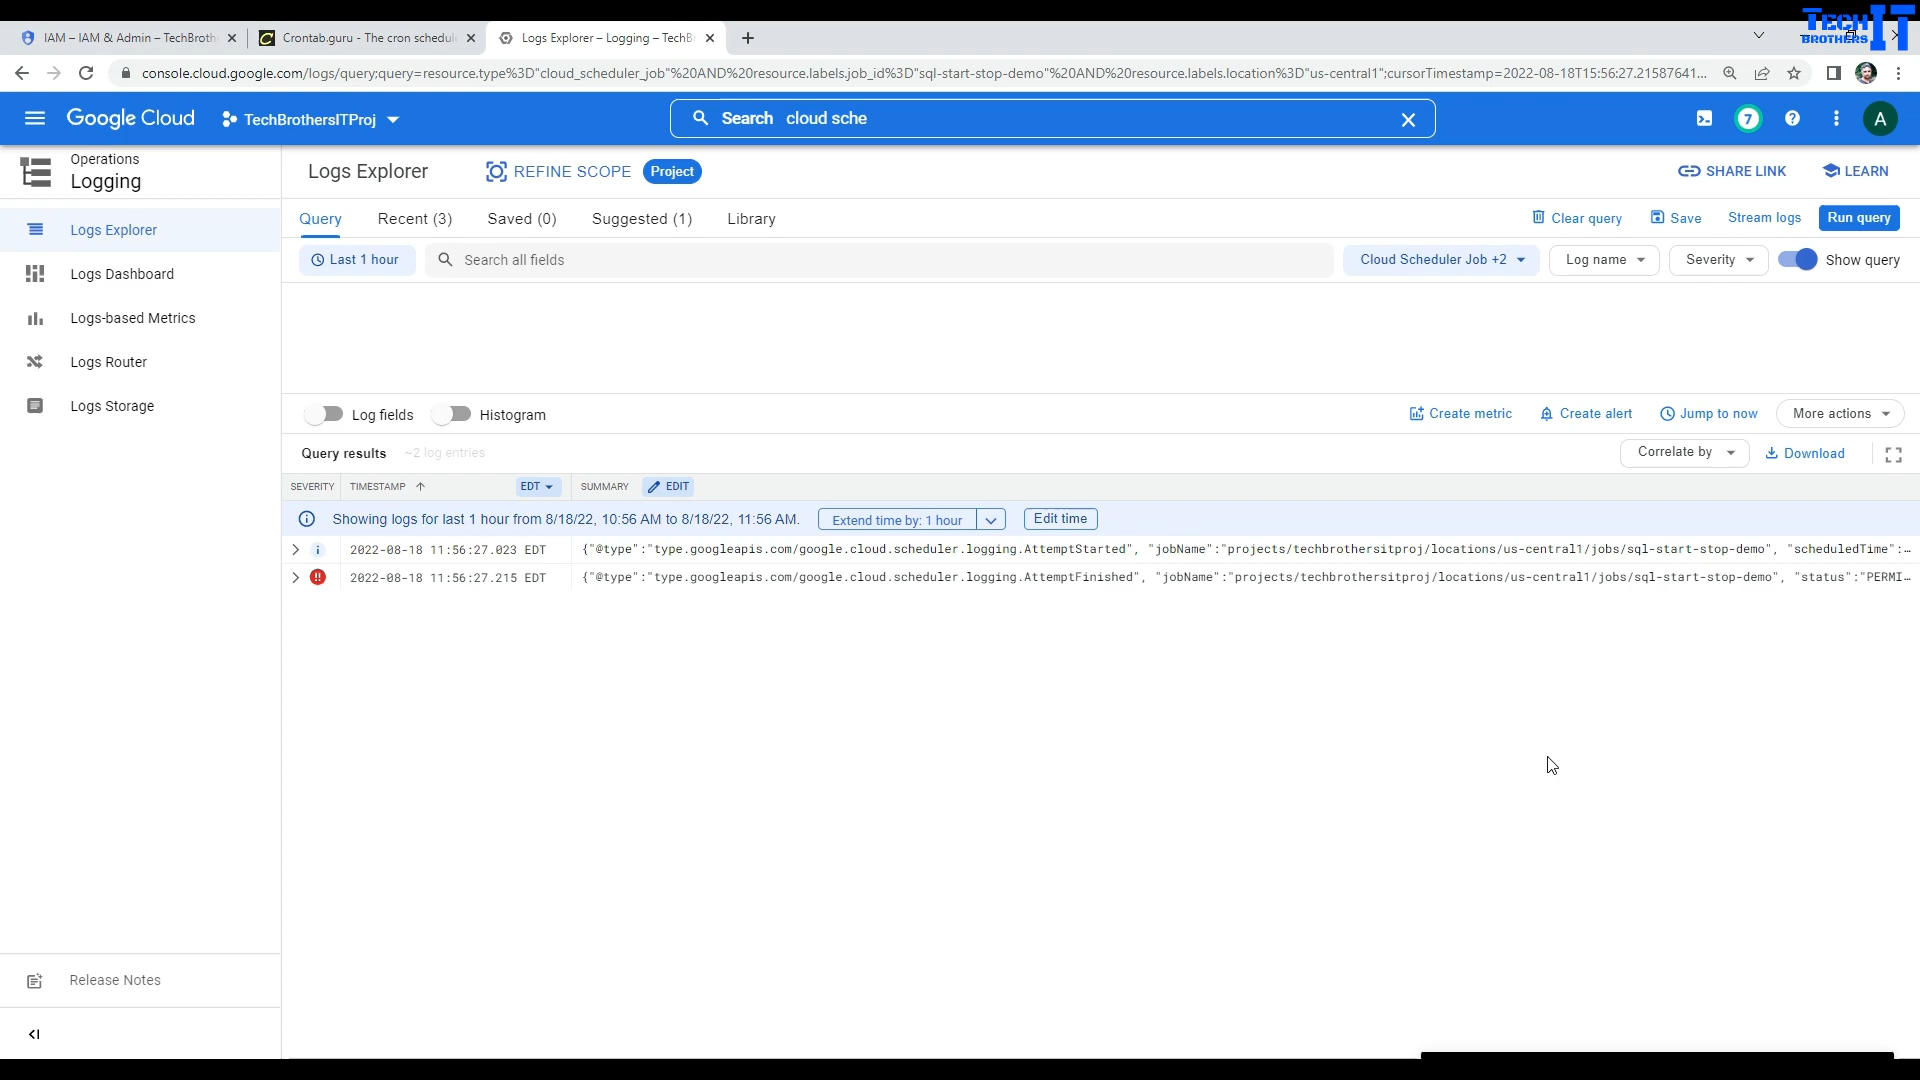 TECH IT
BROTHERS
IAM – IAM & Admin – TechBroth
Crontab.guru - The cron schedule
Logs Explorer – Logging – TechB
console.cloud.google.com/logs/query;query=resource.type%3D"cloud_scheduler_job"%20AND%20resource.labels.job_id%3D"sql-start-stop-demo"%20AND%20resource.labels.location%3D"us-central1";cursorTimestamp=2022-08-18T15:56:27.21587641...
Google Cloud
TechBrothersITProj
Search cloud sche
7
A
Operations
Logging
Logs Explorer
REFINE SCOPE
Project
SHARE LINK
LEARN
Logs Explorer
Logs Dashboard
Logs-based Metrics
Logs Router
Logs Storage
Query
Recent (3)
Saved (0)
Suggested (1)
Library
Clear query
Save
Stream logs
Run query
Last 1 hour
Search all fields
Cloud Scheduler Job +2
Log name
Severity
Show query
Log fields
Histogram
Create metric
Create alert
Jump to now
More actions
Query results
~2 log entries
Correlate by
Download
SEVERITY
TIMESTAMP
EDT
SUMMARY
EDIT
Showing logs for last 1 hour from 8/18/22, 10:56 AM to 8/18/22, 11:56 AM.
Extend time by: 1 hour
Edit time
2022-08-18 11:56:27.023 EDT {"@type":"type.googleapis.com/google.cloud.scheduler.logging.AttemptStarted", "jobName":"projects/techbrothersitproj/locations/us-central1/jobs/sql-start-stop-demo", "scheduledTime":…
2022-08-18 11:56:27.215 EDT {"@type":"type.googleapis.com/google.cloud.scheduler.logging.AttemptFinished", "jobName":"projects/techbrothersitproj/locations/us-central1/jobs/sql-start-stop-demo", "status":"PERMI…
Release Notes